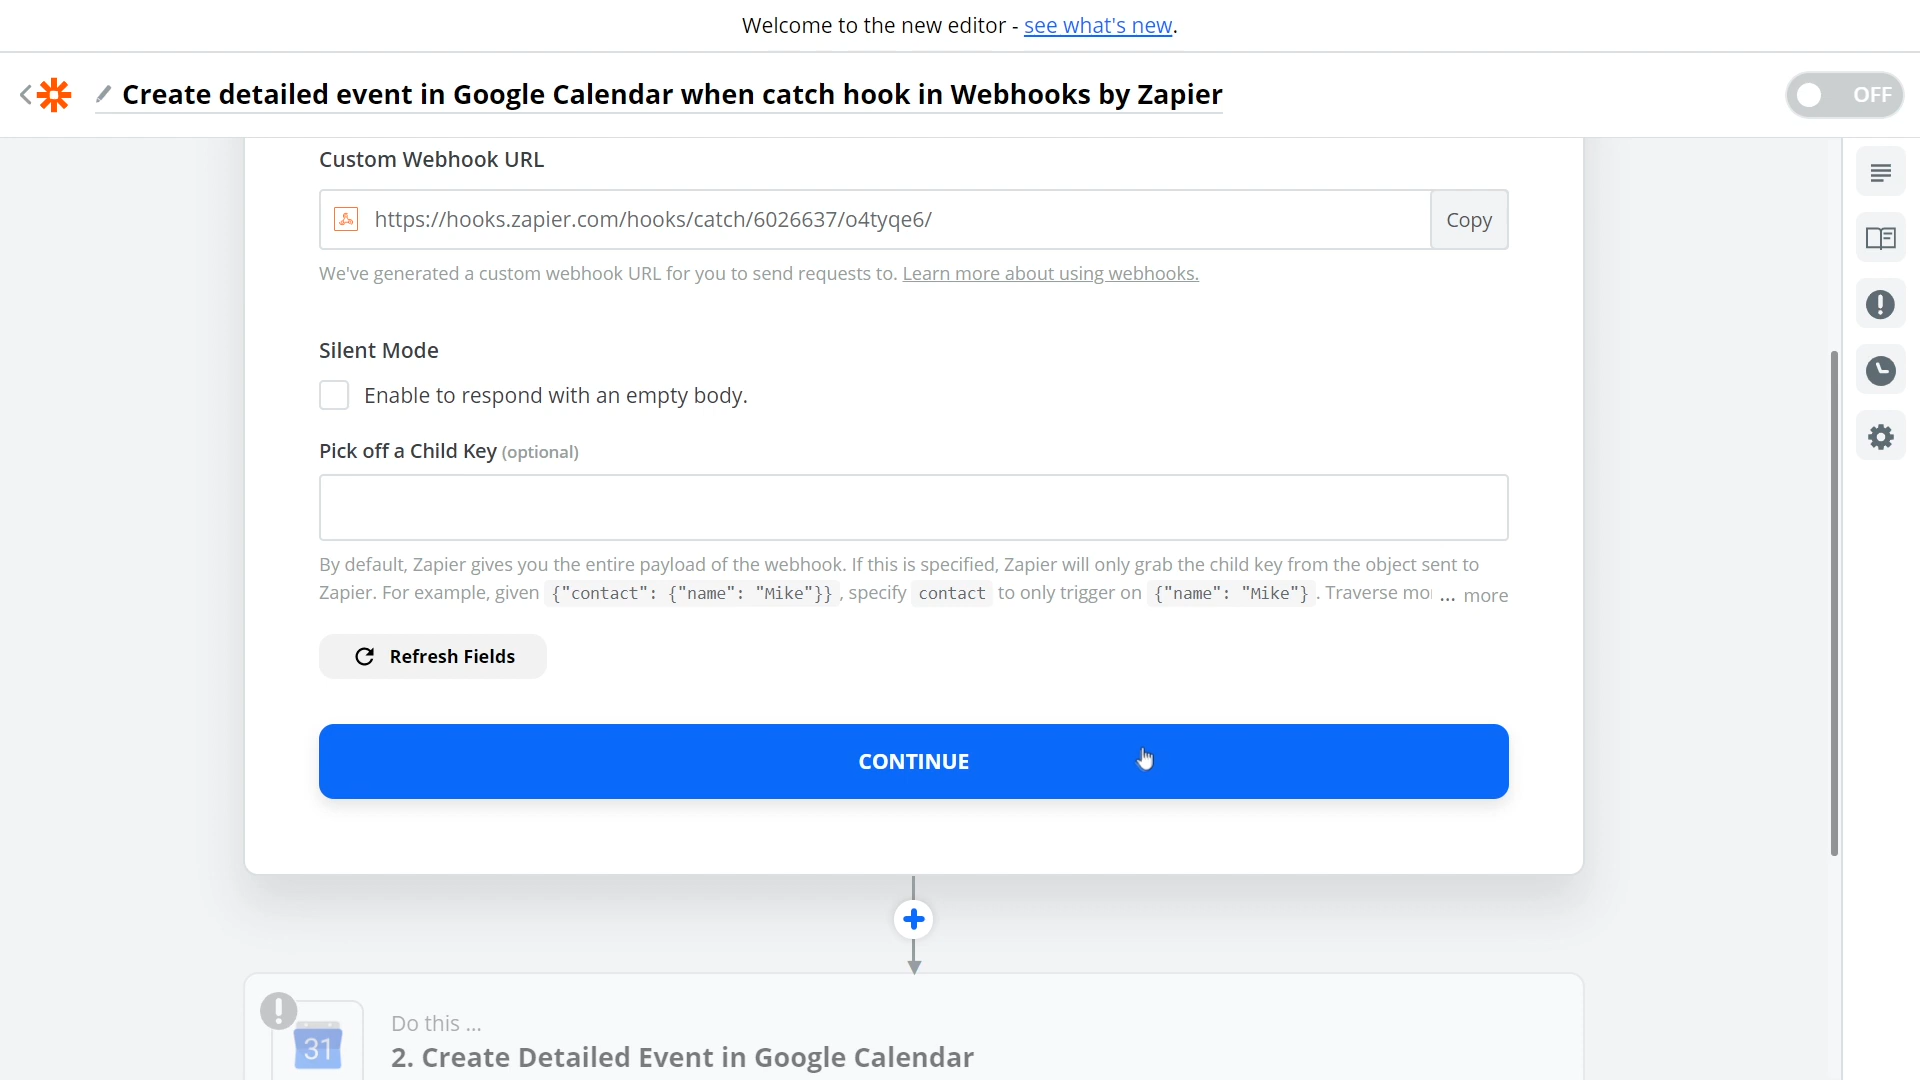 Welcome to the new editor - see what's new.
Create detailed event in Google Calendar when catch hook in Webhooks by Zapier
OFF
Custom Webhook URL
https://hooks.zapier.com/hooks/catch/6026637/o4tyqe6/
Copy
We've generated a custom webhook URL for you to send requests to. Learn more about using webhooks.
Silent Mode
Enable to respond with an empty body.
Pick off a Child Key (optional)
By default, Zapier gives you the entire payload of the webhook. If this is specified, Zapier will only grab the child key from the object sent to
Zapier. For example, given {"contact": {"name": "Mike"}} , specify contact to only trigger on {"name": "Mike"} . Traverse mo ... more
Refresh Fields
CONTINUE
Do this ...
31
2. Create Detailed Event in Google Calendar